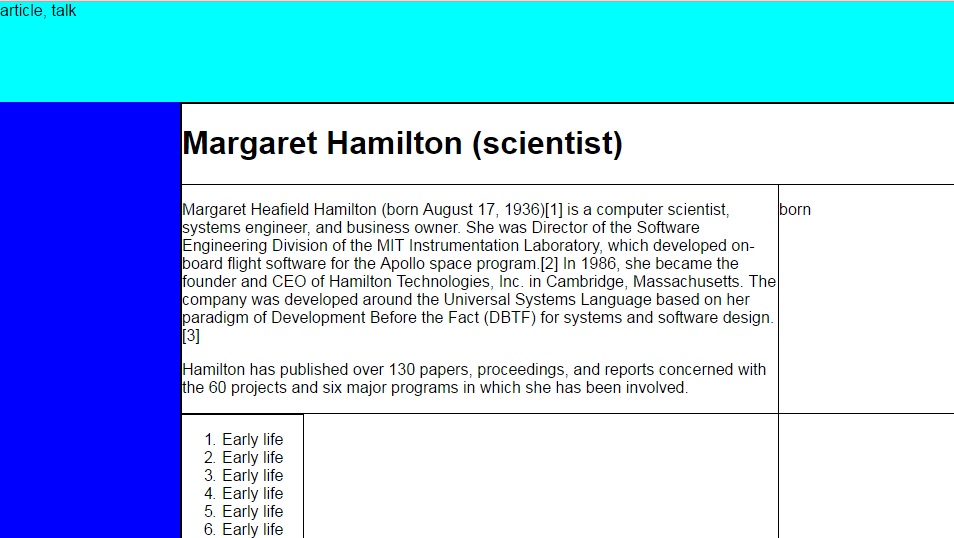 article, talk
Margaret Hamilton (scientist)
Margaret Heafield Hamilton (born August 17, 1936)[1] is a computer scientist,
systems engineer, and business owner. She was Director of the Software
Engineering Division of the MIT Instrumentation Laboratory, which developed on-
board flight software for the Apollo space program.[2] In 1986, she became the
founder and CEO of Hamilton Technologies, Inc. in Cambridge, Massachusetts. The
company was developed around the Universal Systems Language based on her
paradigm of Development Before the Fact (DBTF) for systems and software design.
[3]
Hamilton has published over 130 papers, proceedings, and reports concerned with
the 60 projects and six major programs in which she has been involved.
born
1. Early life
2. Early life
3. Early life
4. Early life
5. Early life
6. Early life